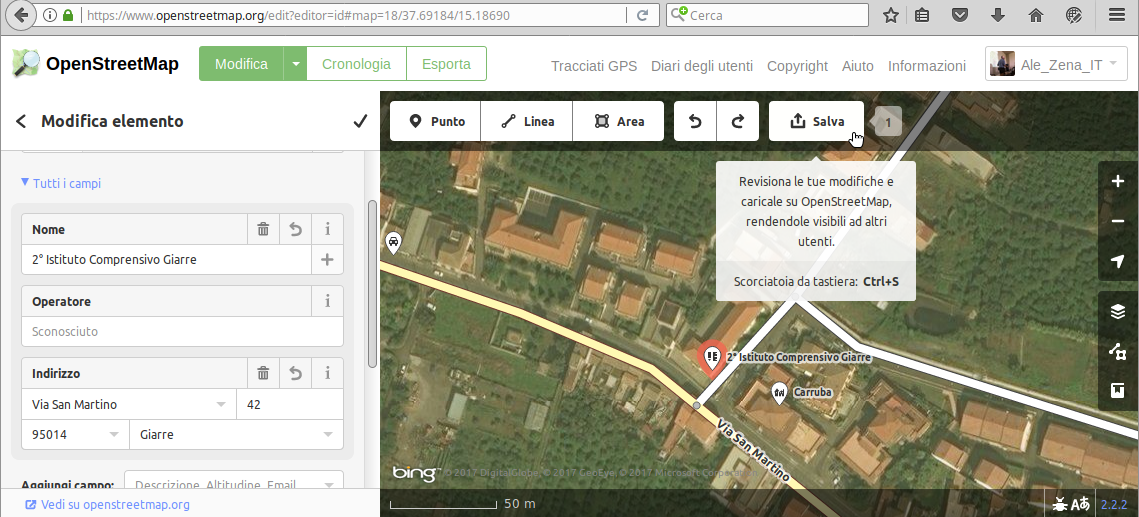 https://www.openstreetmap.org/edit?editor=id#map=18/37.69184/15.18690
Cerca
OpenStreetMap
Modifica
Cronologia
Esporta
Tracciati GPS
Diari degli utenti
Copyright
Aiuto
Informazioni
Ale_Zena_IT
Modifica elemento
Punto
Linea
Area
Salva
1
Revisiona le tue modifiche e
caricale su OpenStreetMap,
rendendole visibili ad altri
utenti.
Scorciatoia da tastiera: Ctrl+S
Tutti i campi
Nome
2° Istituto Comprensivo Giarre
Operatore
Sconosciuto
Indirizzo
Via San Martino
42
95014
Giarre
Aggiungi campo:
Descrizione, Altitudine, Email
Vedi su openstreetmap.org
2° Istituto Comprensivo Giarre
Carruba
Via San Martino
bing
© 2017 DigitalGlobe, © 2017 GeoEye, © 2017 Microsoft
50 m
2.2.2